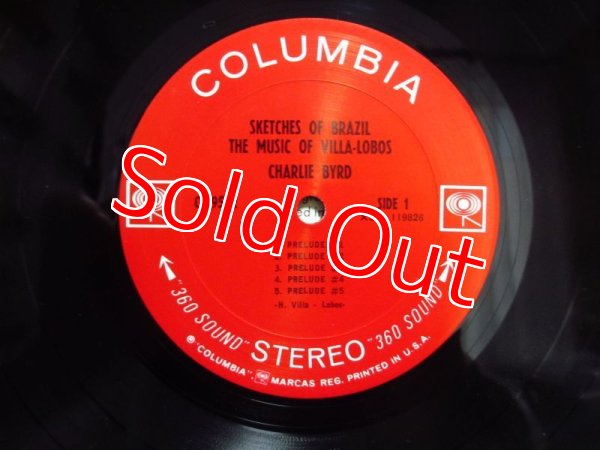 COLUMBIA
SKETCHES OF BRAZIL
THE MUSIC OF VILLA-LOBOS
CHARLIE BYRD
SIDE 1
Sold Out
PRELUDE
2. PRELUDE
3. PRELUDE
4. PRELUDE #4
5. PRELUDE #5
-H. Villa - Lobos-
"360 SOUND" STEREO "360 SOUND"
℗ "COLUMBIA", MARCAS REG. PRINTED IN U.S.A.